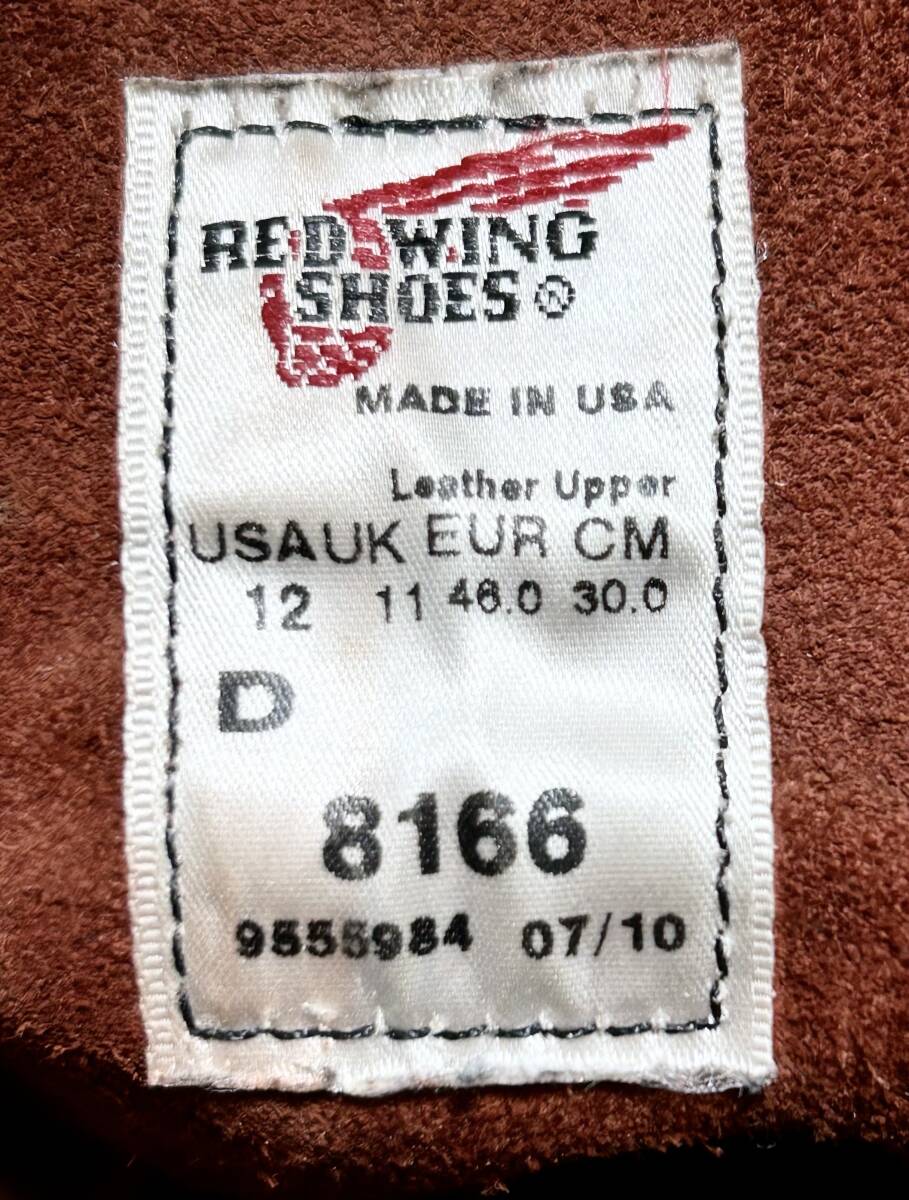 RED WING
SHOES ®
MADE IN USA
Leather Upper
USA UK EUR CM
12 11 46.0 30.0
D
8166
9555984 07/10